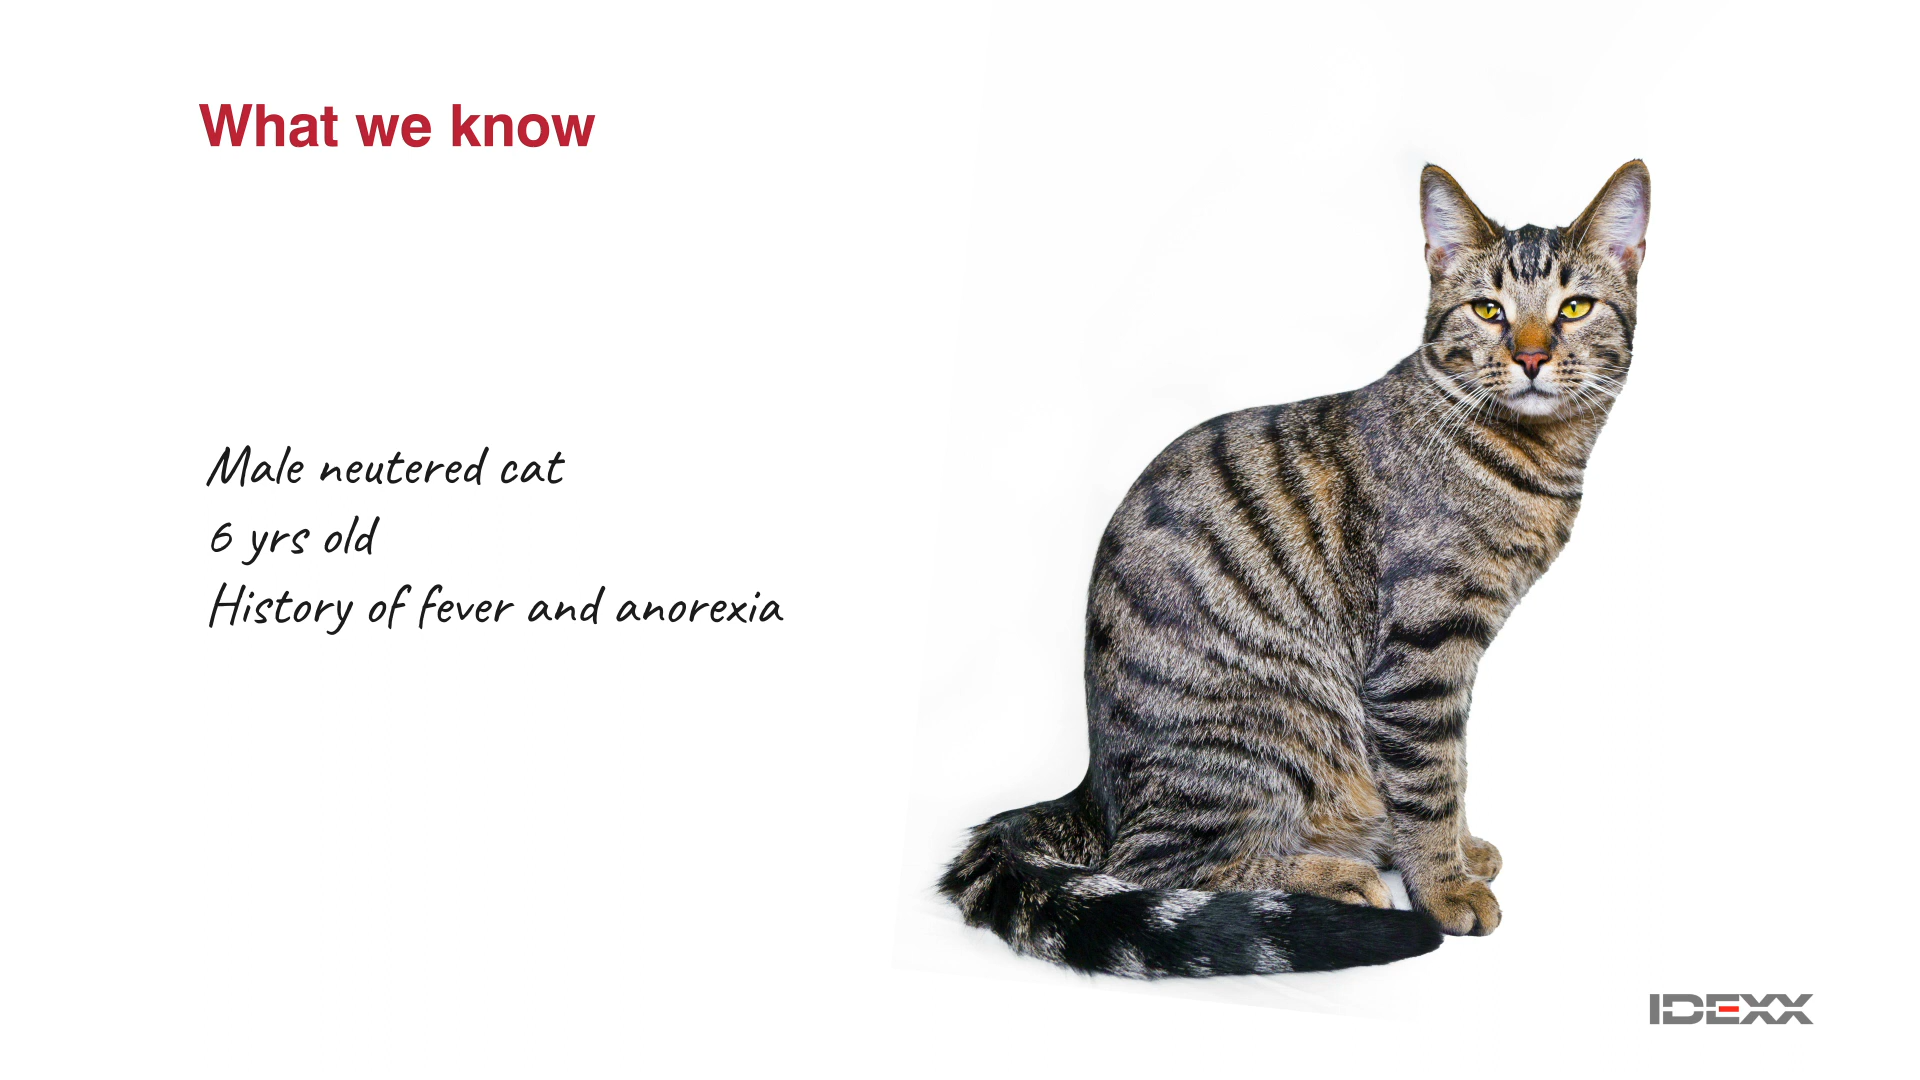 What we know
Male neutered cat
6 yrs old
History of fever and anorexia
IDEXX